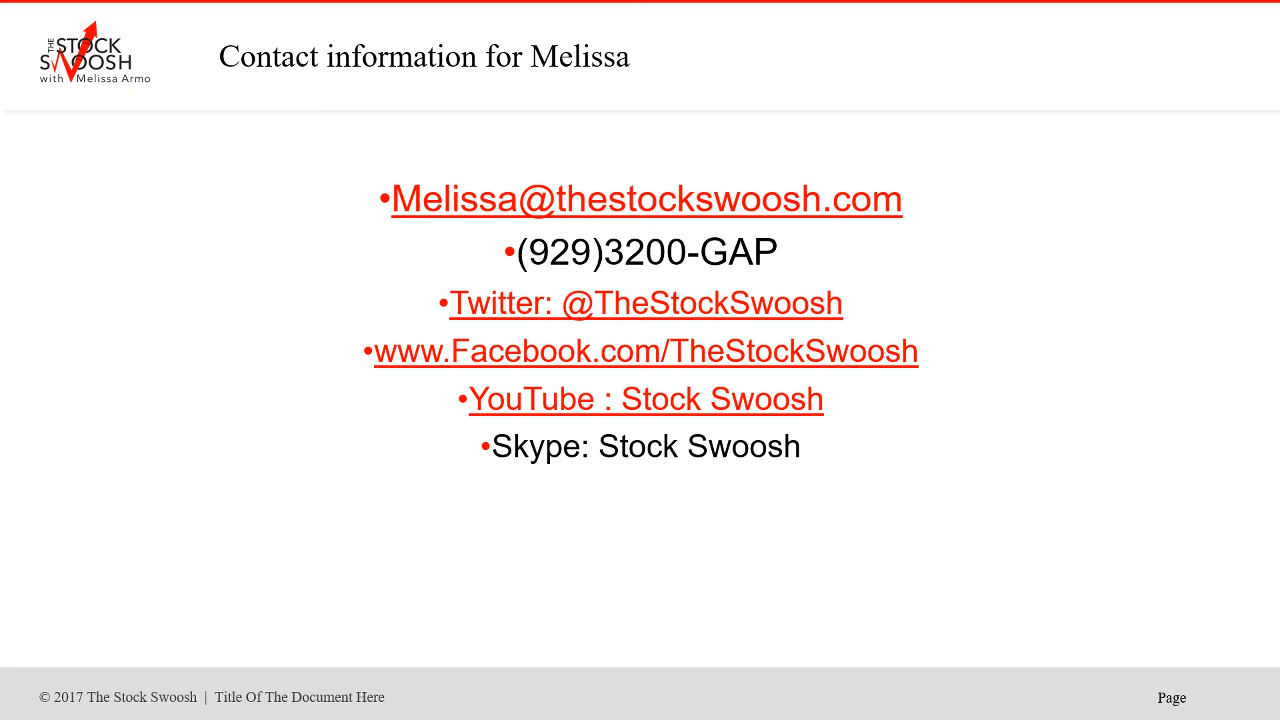 THE STOCK
SWOOSH
with Melissa Armo
Contact information for Melissa
•Melissa@thestockswoosh.com
•(929)3200-GAP
•Twitter: @TheStockSwoosh
•www.Facebook.com/TheStockSwoosh
•YouTube : Stock Swoosh
•Skype: Stock Swoosh
© 2017 The Stock Swoosh | Title Of The Document Here
Page